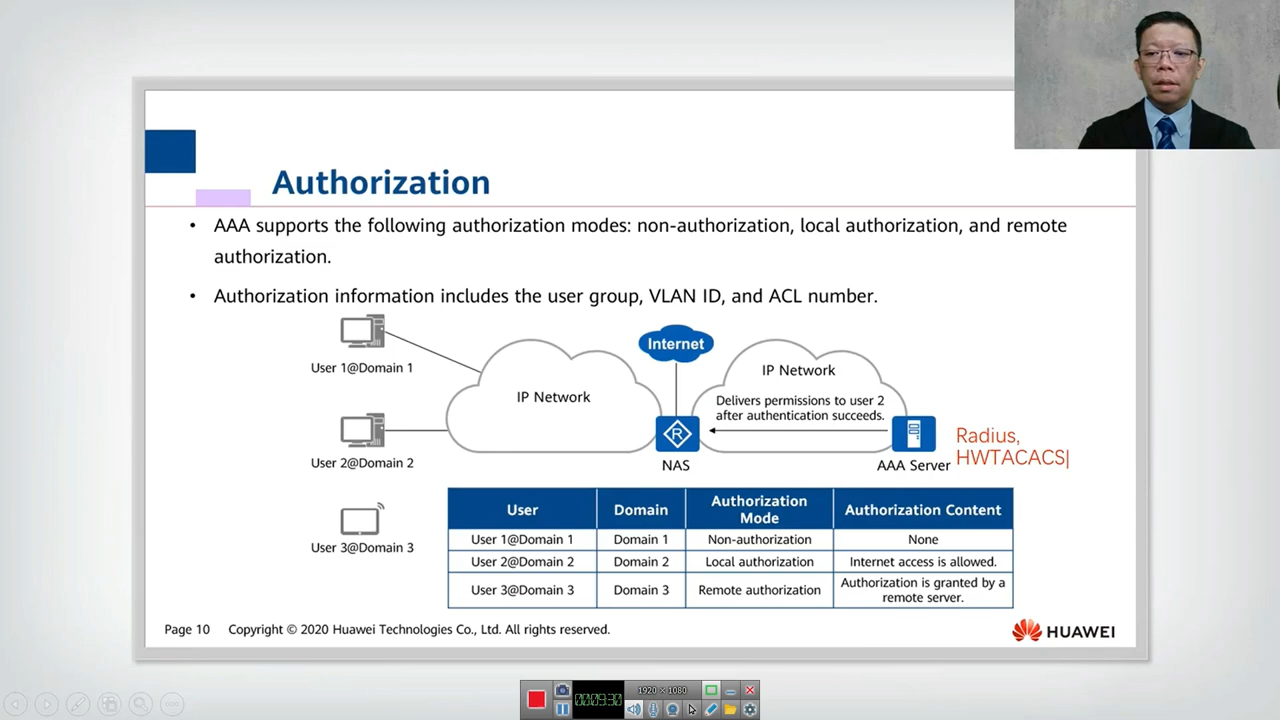 Authorization
• AAA supports the following authorization modes: non-authorization, local authorization, and remote
authorization.
• Authorization information includes the user group, VLAN ID, and ACL number.
User 1@Domain 1
User 2@Domain 2
User 3@Domain 3
IP Network
Internet
IP Network
Delivers permissions to user 2
after authentication succeeds.
R
NAS
AAA Server
Radius,
HWTACACS
User Domain Authorization Mode Authorization Content
User 1@Domain 1 Domain 1 Non-authorization None
User 2@Domain 2 Domain 2 Local authorization Internet access is allowed.
User 3@Domain 3 Domain 3 Remote authorization Authorization is granted by a
remote server.
Page 10 Copyright © 2020 Huawei Technologies Co., Ltd. All rights reserved.
HUAWEI
1920 × 1080
00:09:30